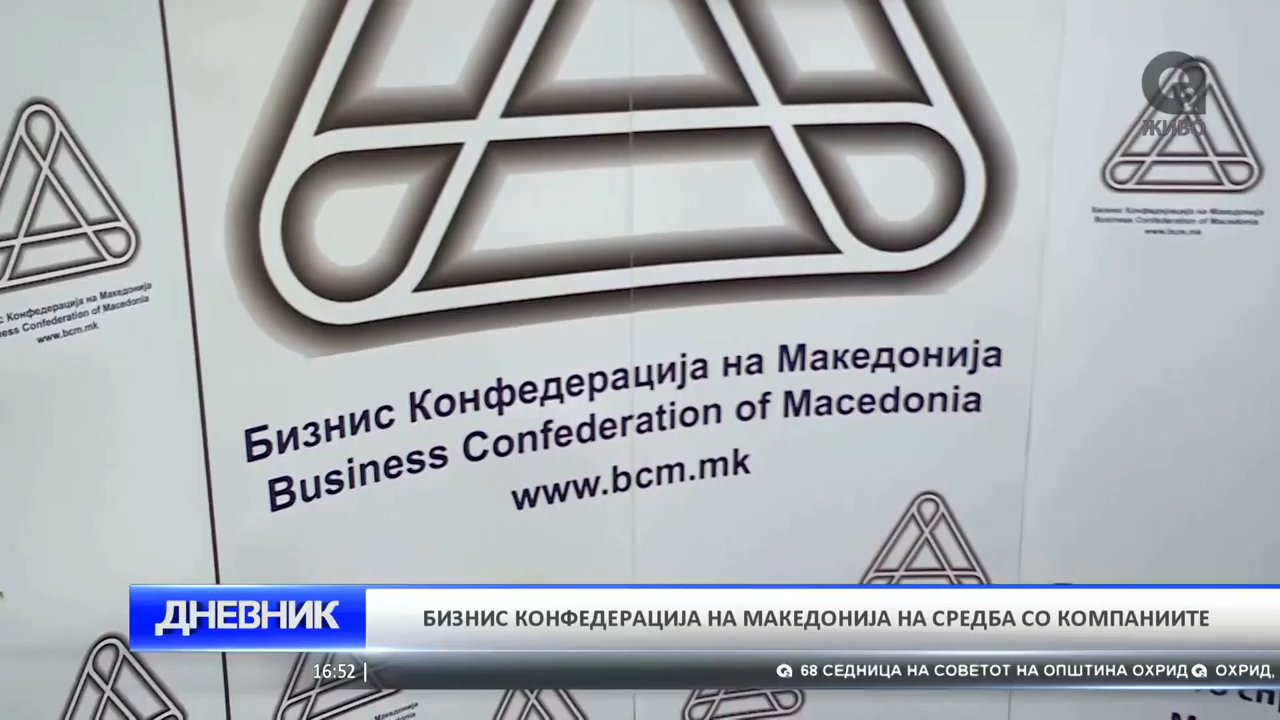 ЖИВО
Бизнис Конфедерација на Македонија
Business Confederation of Macedonia
www.bcm.mk
Конфедерација на Македонија
Confederation of Macedonia
www.bcm.mk
Бизнис Конфедерација на Македонија
Business Confederation of Macedonia
www.bcm.mk
ДНЕВНИК
БИЗНИС КОНФЕДЕРАЦИЈА НА МАКЕДОНИЈА НА СРЕДБА СО КОМПАНИИТЕ
16:52
68 СЕДНИЦА НА СОВЕТОТ НА ОПШТИНА ОХРИД ОХРИД,